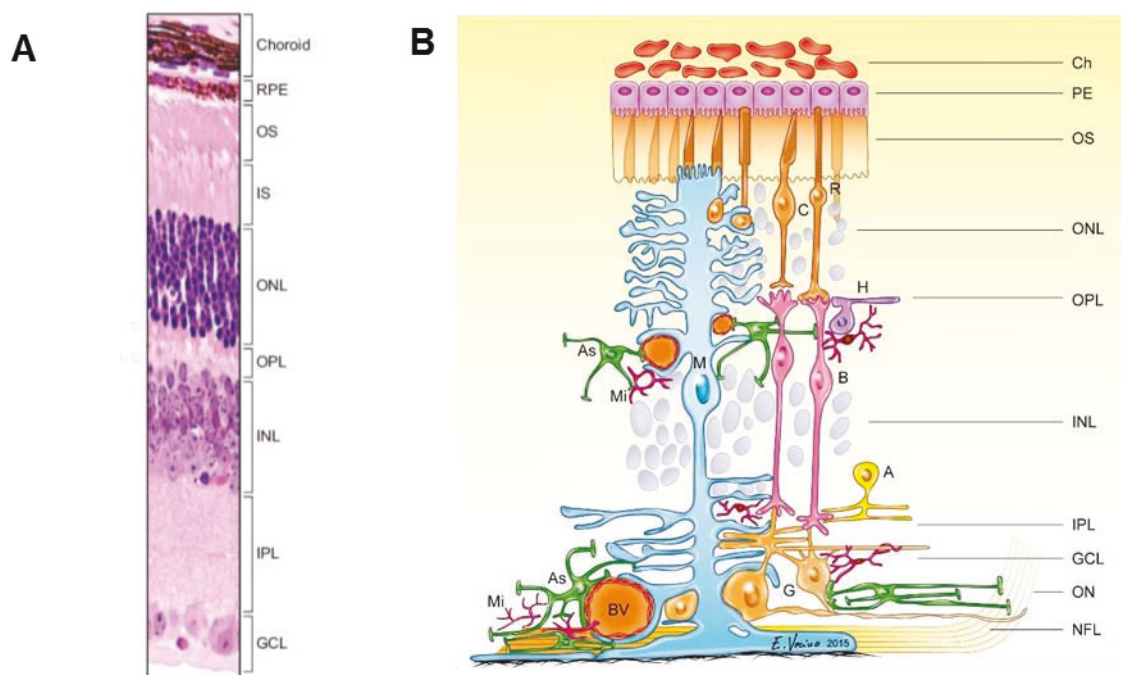 A
Choroid
RPE
OS
IS
ONL
OPL
INL
IPL
GCL
B
Ch
PE
OS
R
C
ONL
H
OPL
As
M
Mi
B
INL
A
IPL
As
GCL
Mi
BV
G
ON
NFL
E. Vecino 2015